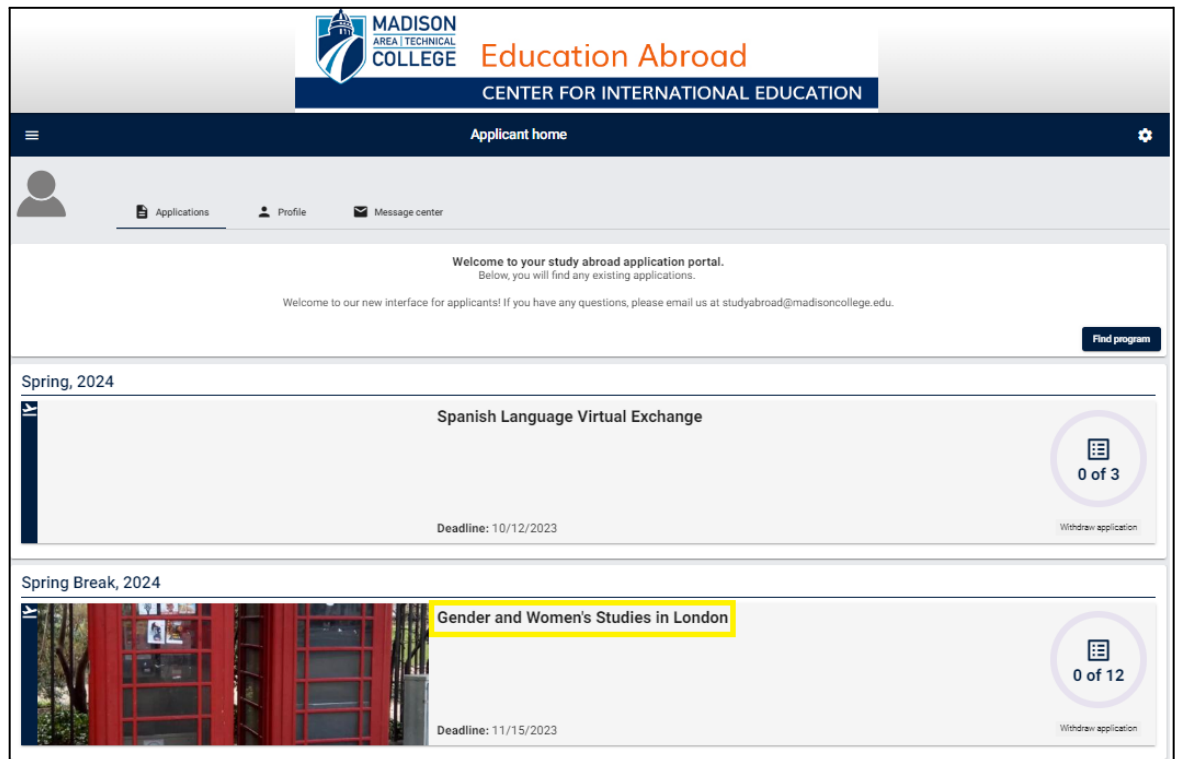 MADISON
AREA | TECHNICAL
COLLEGE
Education Abroad
CENTER FOR INTERNATIONAL EDUCATION
Applicant home
Applications Profile Message center
Welcome to your study abroad application portal.
Below, you will find any existing applications.
Welcome to our new interface for applicants! If you have any questions, please email us at studyabroad@madisoncollege.edu.
Find program
Spring, 2024
Spanish Language Virtual Exchange
0 of 3
Deadline: 10/12/2023
Withdraw application
Spring Break, 2024
Gender and Women's Studies in London
0 of 12
Deadline: 11/15/2023
Withdraw application